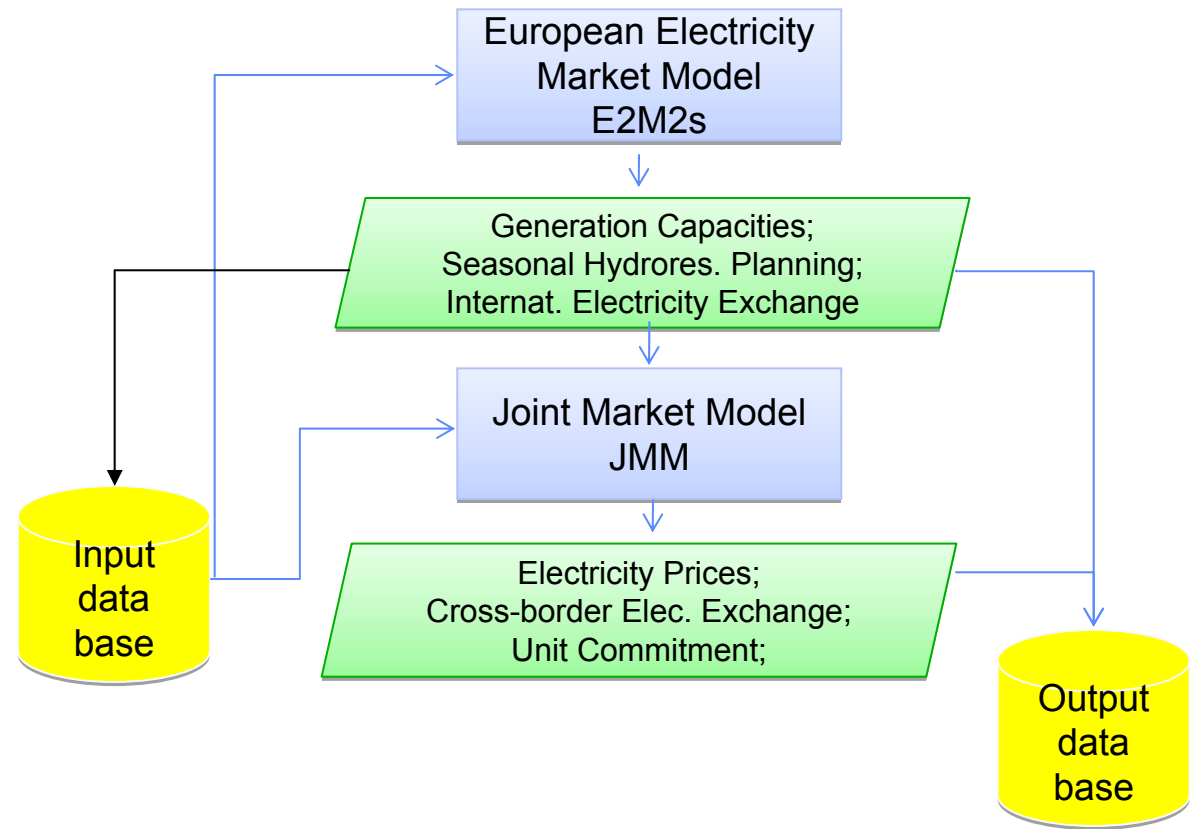 European Electricity
Market Model
E2M2s
Generation Capacities;
Seasonal Hydrores. Planning;
Internat. Electricity Exchange
Joint Market Model
JMM
Input
data
base
Electricity Prices;
Cross-border Elec. Exchange;
Unit Commitment;
Output
data
base